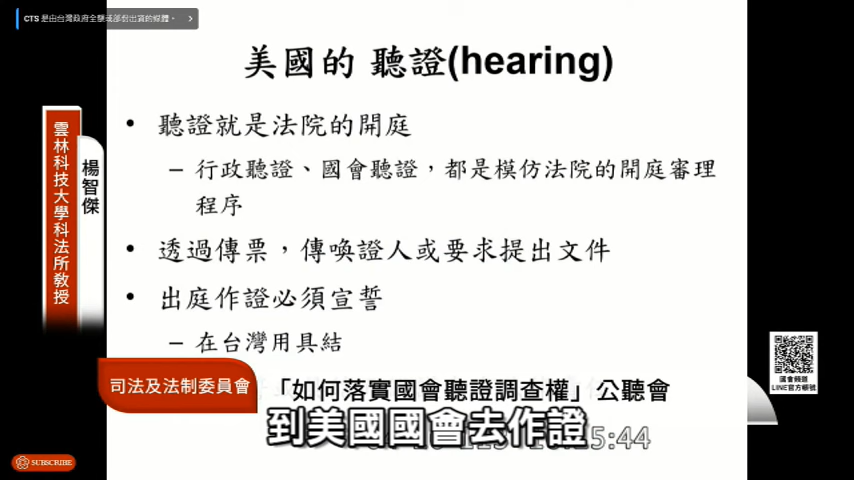 CTS 是由台灣政府全額或部份出資的媒體。
美國的 聽證(hearing)
• 聽證就是法院的開庭
– 行政聽證、國會聽證，都是模仿法院的開庭審理
程序
• 透過傳票，傳喚證人或要求提出文件
• 出庭作證必須宣誓
– 在台灣用具結
雲林科技大學科法所教授
楊智傑
司法及法制委員會
「如何落實國會聽證調查權」公聽會
到美國國會去作證
5:44
國會頻道
LINE官方帳號
SUBSCRIBE